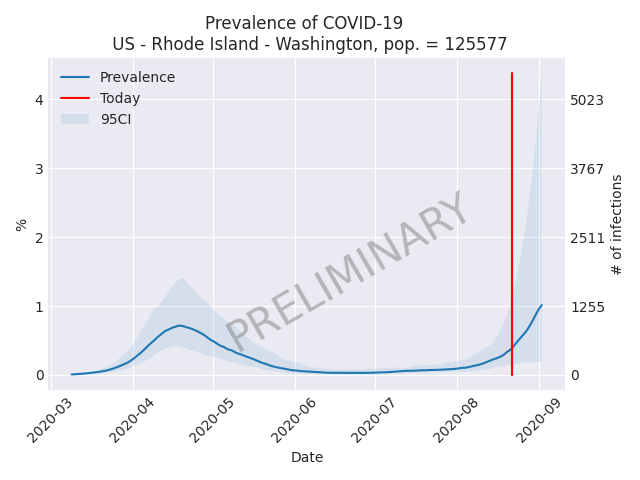 Prevalence of COVID-19
US - Rhode Island - Washington, pop. = 125577
Prevalence
Today
95CI
PRELIMINARY
%
4
3
2
1
0
5023
3767
2511
1255
0
# of infections
2020-03
2020-04
2020-05
2020-06
2020-07
2020-08
2020-09
Date